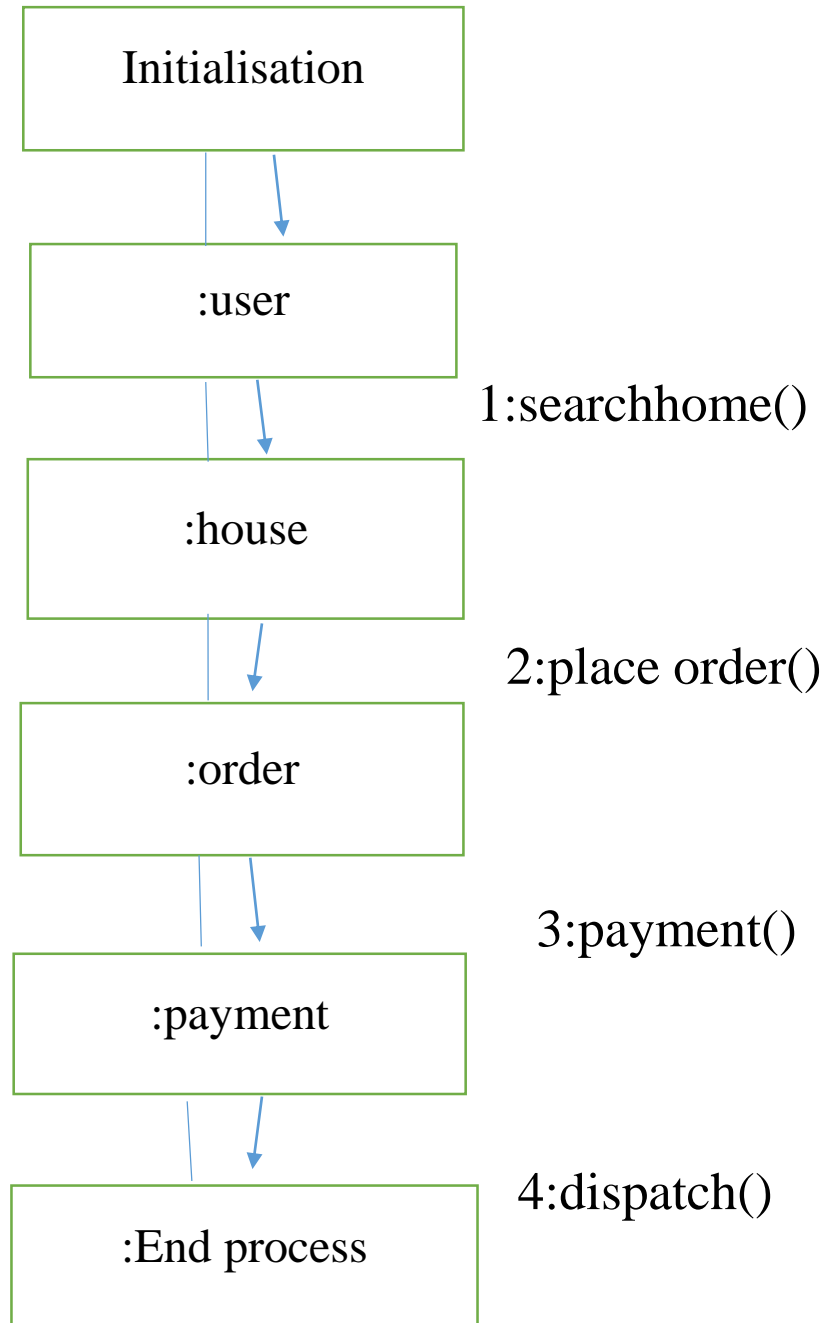 Initialisation
:user
1:searchhome()
:house
2:place order()
:order
3:payment()
:payment
4:dispatch()
:End process